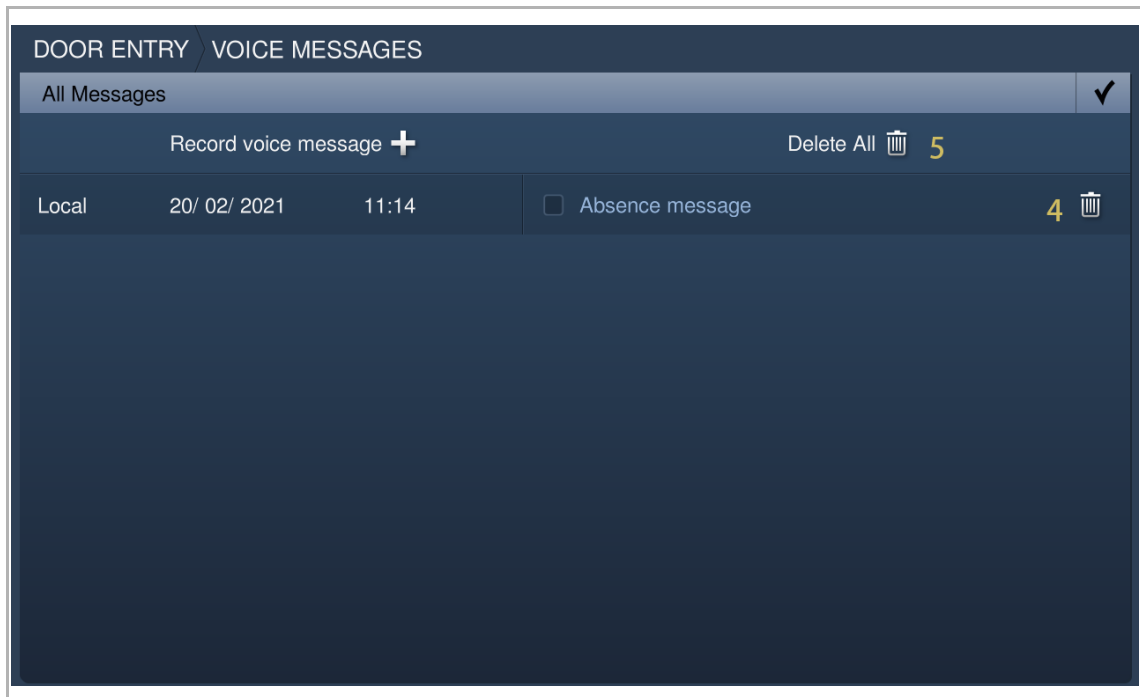 DOOR ENTRY VOICE MESSAGES
All Messages
Record voice message Delete All 5
Local 20/ 02/ 2021 11:14 Absence message 4